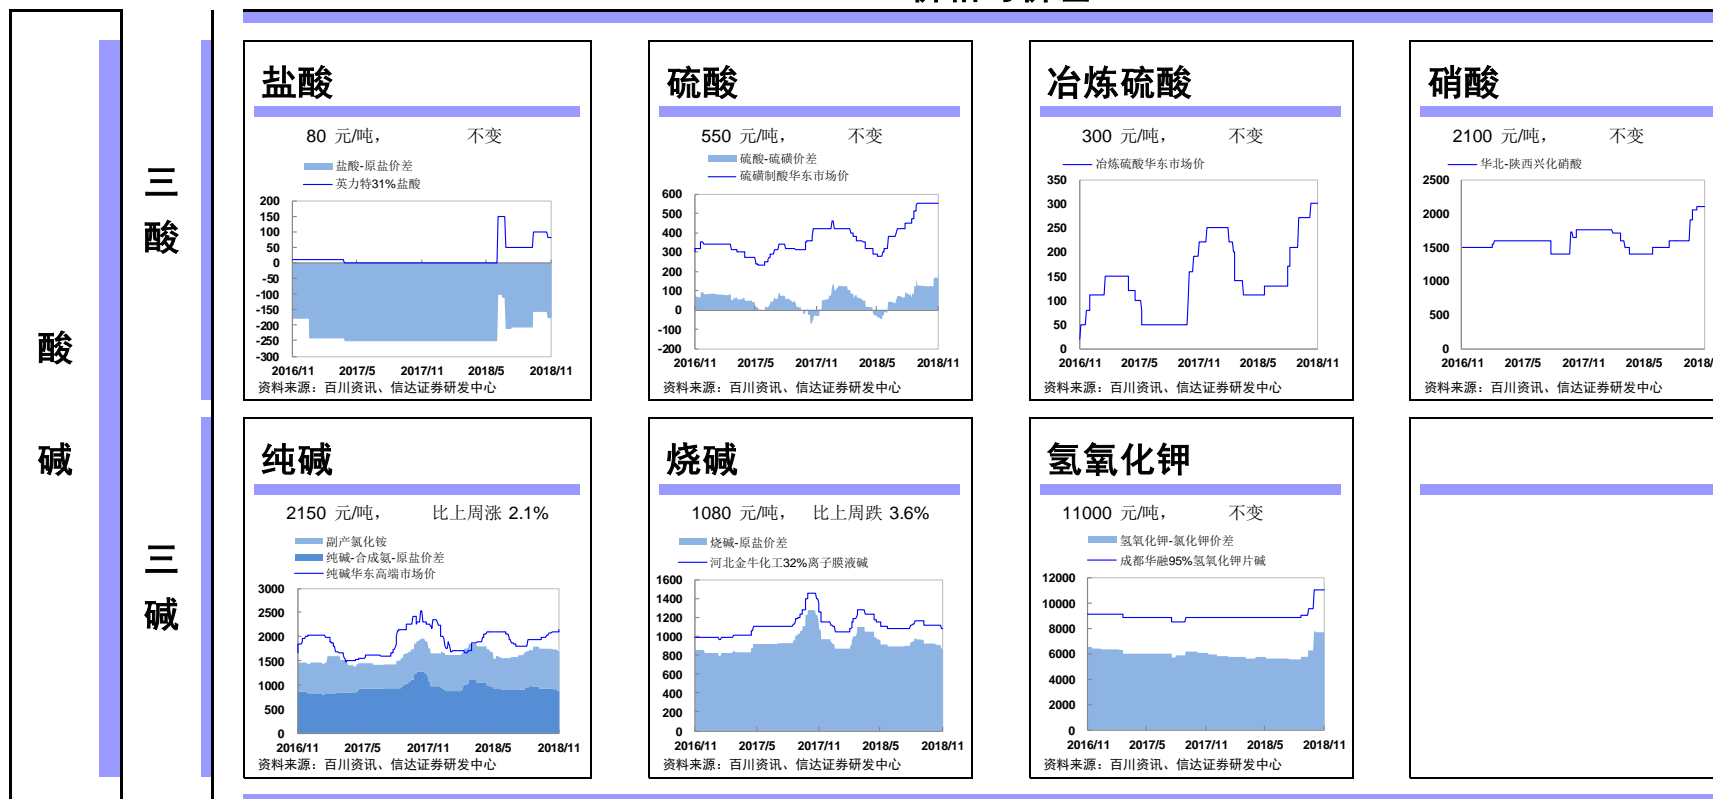 酸
碱
三
酸
三
碱
盐酸
80 元/吨, 不变
盐酸-原盐价差
英力特31%盐酸
200
150
100
50
0
-50
-100
-150
-200
-250
-300
2016/11 2017/5 2017/11 2018/5 2018/11
资料来源：百川资讯、信达证券研发中心
硫酸
550 元/吨, 不变
硫酸-硫磺价差
硫磺制酸华东市场价
600
500
400
300
200
100
0
-100
-200
2016/11 2017/5 2017/11 2018/5 2018/11
资料来源：百川资讯、信达证券研发中心
冶炼硫酸
300 元/吨, 不变
冶炼硫酸华东市场价
350
300
250
200
150
100
50
0
2016/11 2017/5 2017/11 2018/5 2018/11
资料来源：百川资讯、信达证券研发中心
硝酸
2100 元/吨, 不变
华北-陕西兴化硝酸
2500
2000
1500
1000
500
0
2016/11 2017/5 2017/11 2018/5 2018/
资料来源：百川资讯、信达证券研发中心
纯碱
2150 元/吨, 比上周涨 2.1%
副产氯化铵
纯碱-合成氨-原盐价差
纯碱华东高端市场价
3000
2500
2000
1500
1000
500
0
2016/11 2017/5 2017/11 2018/5 2018/11
资料来源：百川资讯、信达证券研发中心
烧碱
1080 元/吨, 比上周跌 3.6%
烧碱-原盐价差
河北金牛化工32%离子膜液碱
1600
1400
1200
1000
800
600
400
200
0
2016/11 2017/5 2017/11 2018/5 2018/11
资料来源：百川资讯、信达证券研发中心
氢氧化钾
11000 元/吨, 不变
氢氧化钾-氯化钾价差
成都华融95%氢氧化钾片碱
12000
10000
8000
6000
4000
2000
0
2016/11 2017/5 2017/11 2018/5 2018/11
资料来源：百川资讯、信达证券研发中心